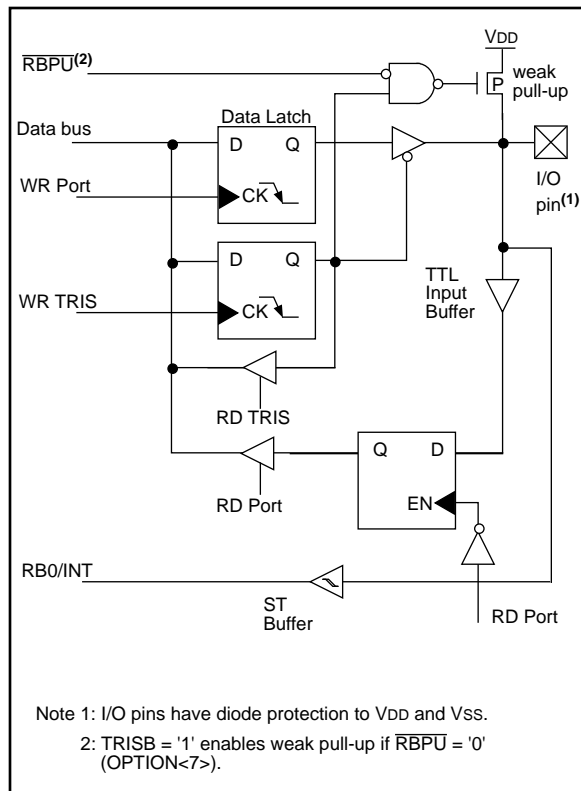 VDD
RBPU(2)
P
weak
pull-up
Data bus
Data Latch
D Q
WR Port
CK
I/O
pin(1)
D Q
TTL
Input
Buffer
WR TRIS
CK
RD TRIS
Q D
RD Port
EN
RB0/INT
ST
Buffer
RD Port
Note 1: I/O pins have diode protection to VDD and VSS.
2: TRISB = '1' enables weak pull-up if RBPU = '0'
(OPTION<7>).